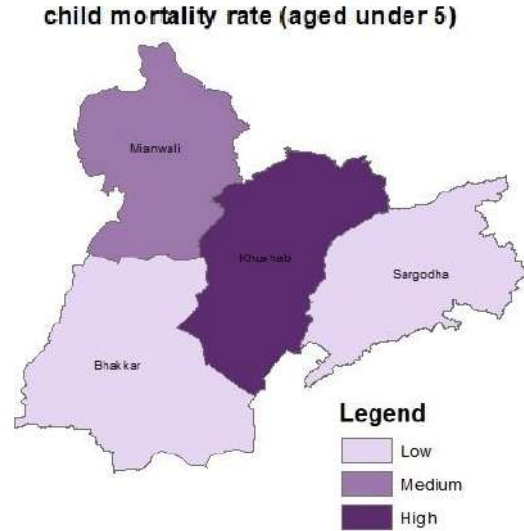 child mortality rate (aged under 5)
Mianwali
Khushab
Sargodha
Bhakkar
Legend
Low
Medium
High